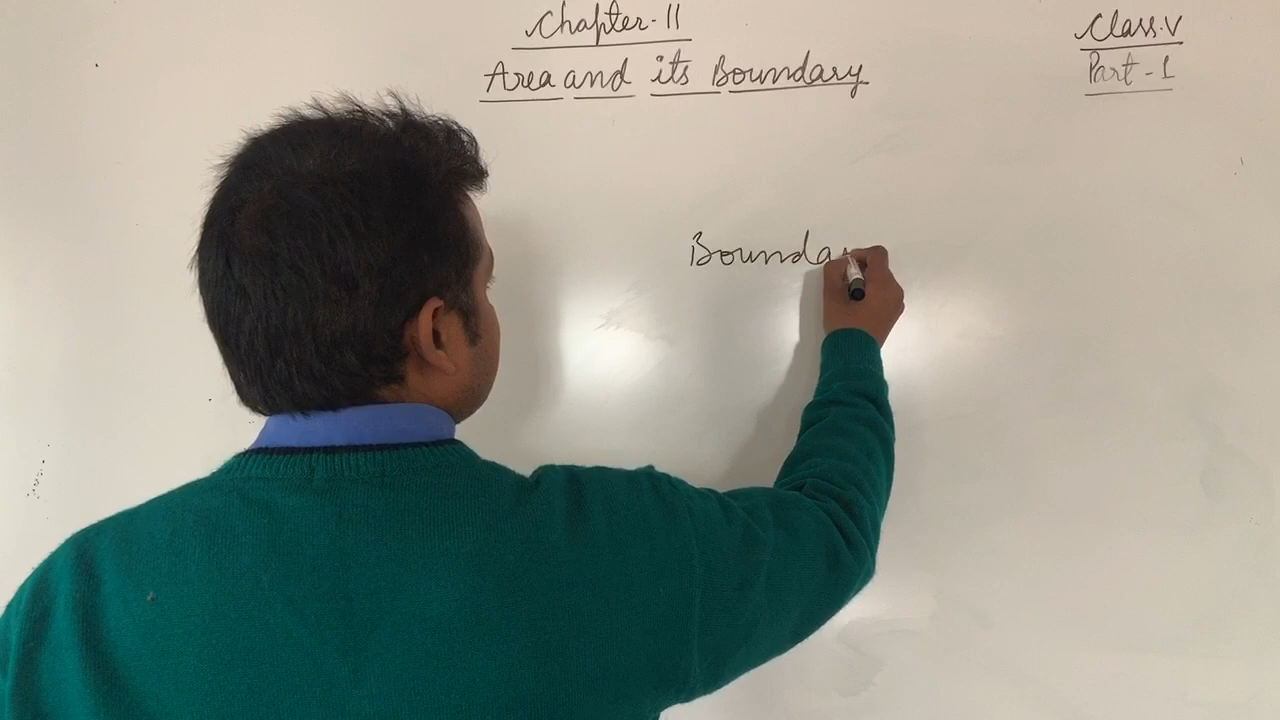 Chapter-11
Area and its Boundary
Class-V
Part-1
Bounda